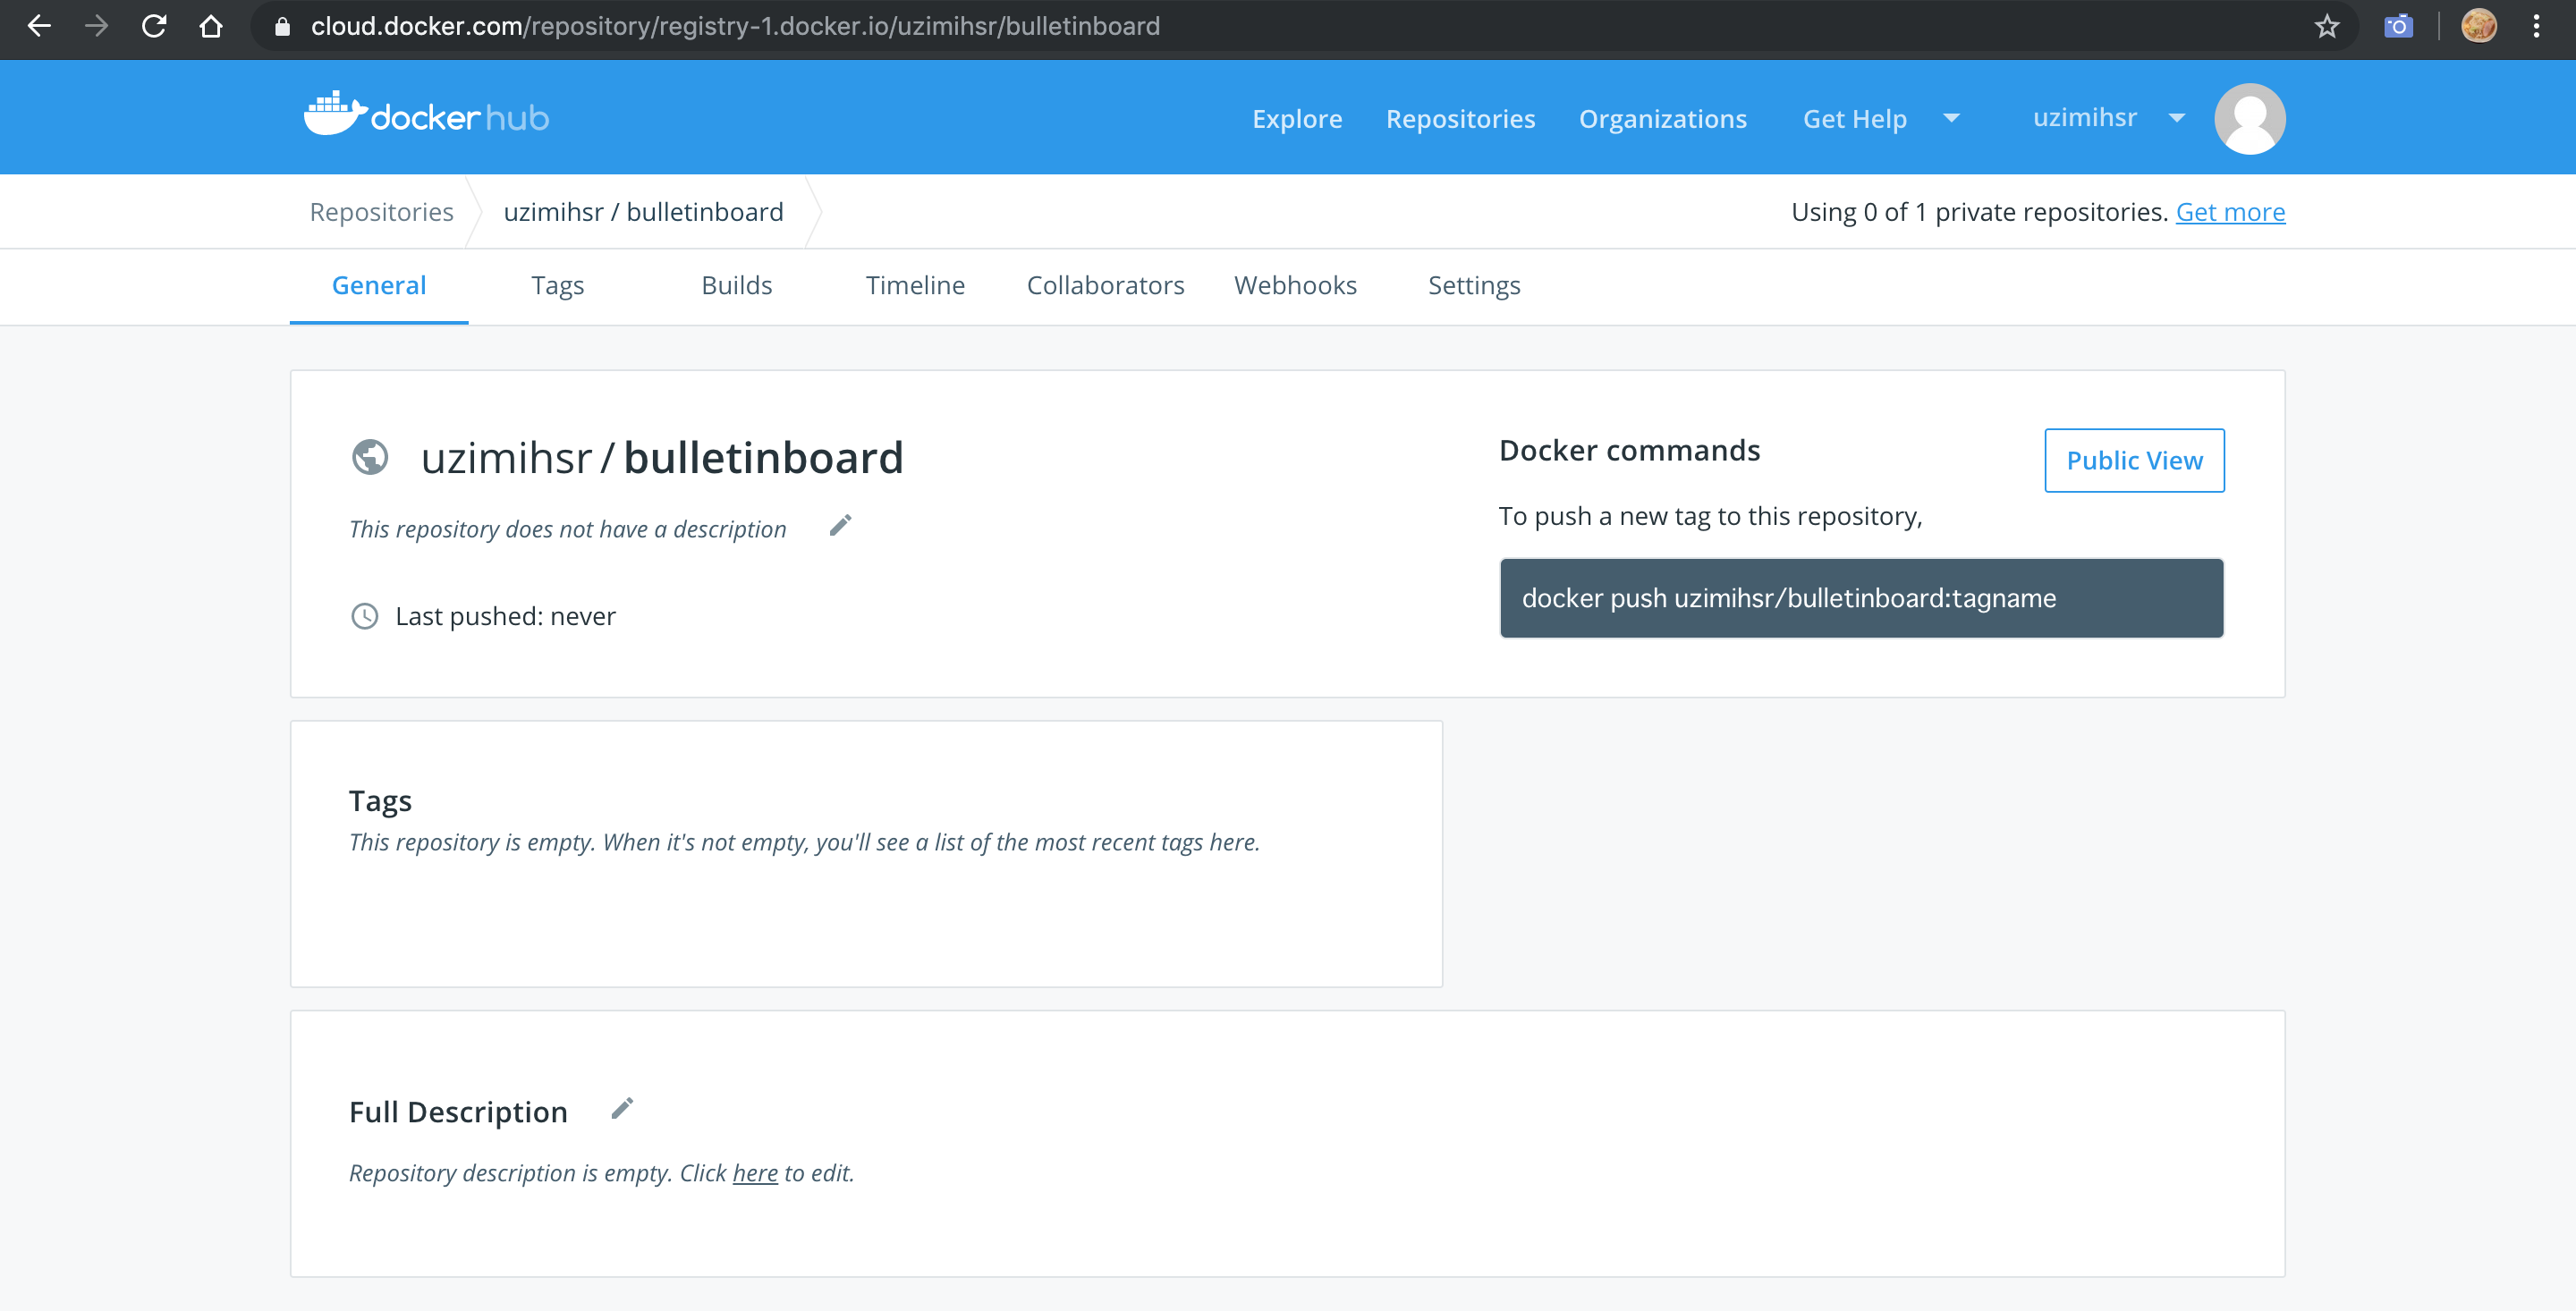 cloud.docker.com/repository/registry-1.docker.io/uzimihsr/bulletinboard
dockerhub
Explore
Repositories
Organizations
Get Help
uzimihsr
Repositories
uzimihsr / bulletinboard
Using 0 of 1 private repositories. Get more
General
Tags
Builds
Timeline
Collaborators
Webhooks
Settings
uzimihsr / bulletinboard
This repository does not have a description
Last pushed: never
Docker commands
Public View
To push a new tag to this repository,
docker push uzimihsr/bulletinboard:tagname
Tags
This repository is empty. When it's not empty, you'll see a list of the most recent tags here.
Full Description
Repository description is empty. Click here to edit.